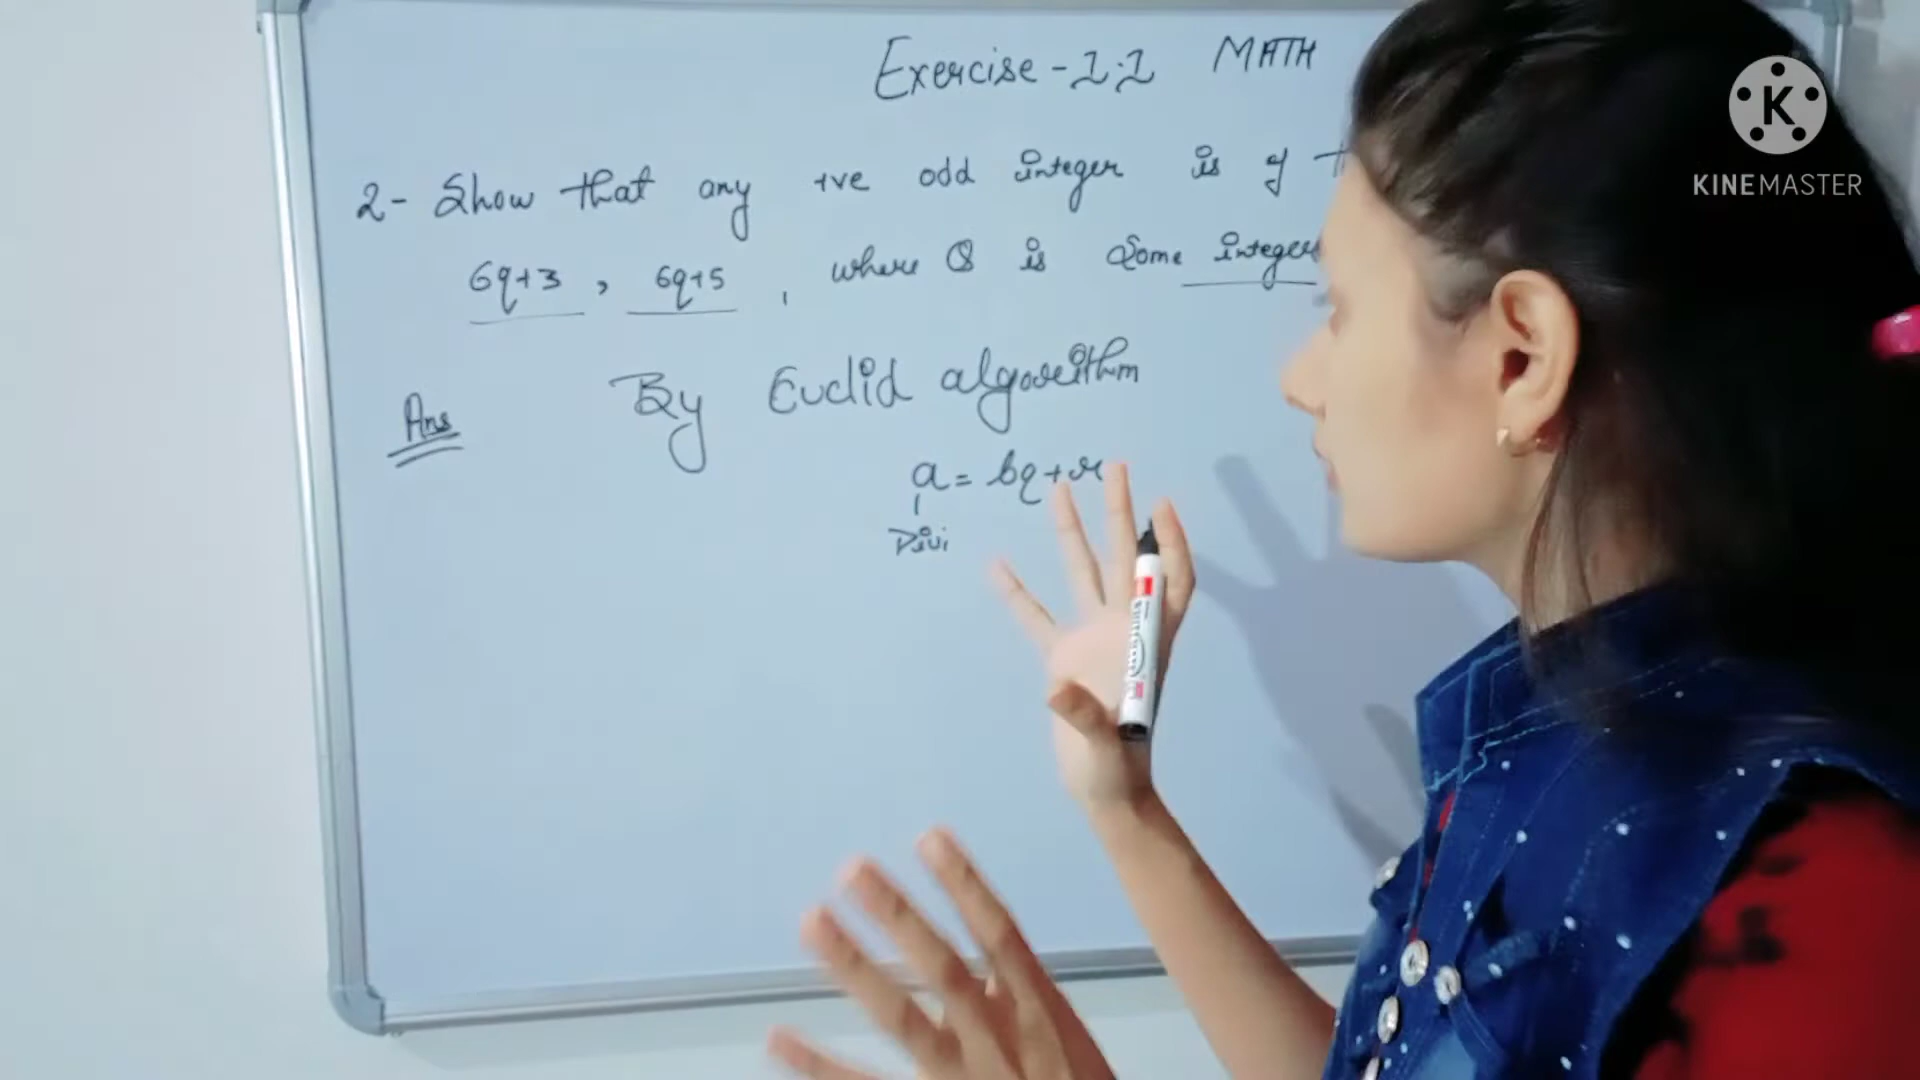 Exercise - 1.1 MATH
2- Show that any +ve odd integer is of
6q+3, 6q+5, where Q is some integer
Ans
By Euclid algorithm
a = bq+r
Divi
K
KINEMASTER